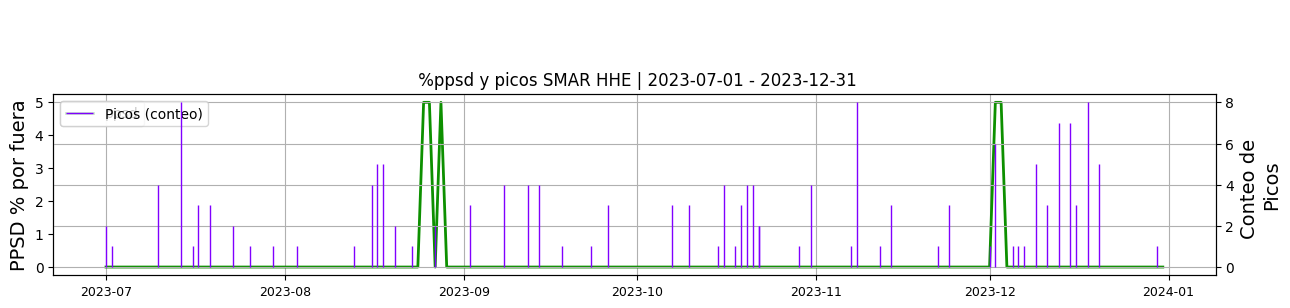 %ppsd y picos SMAR HHE | 2023-07-01 - 2023-12-31
PPSD % por fuera
5
4
3
2
1
0
Picos (conteo)
8
6
4
2
0
Conteo de
Picos
2023-07 2023-08 2023-09 2023-10 2023-11 2023-12 2024-01